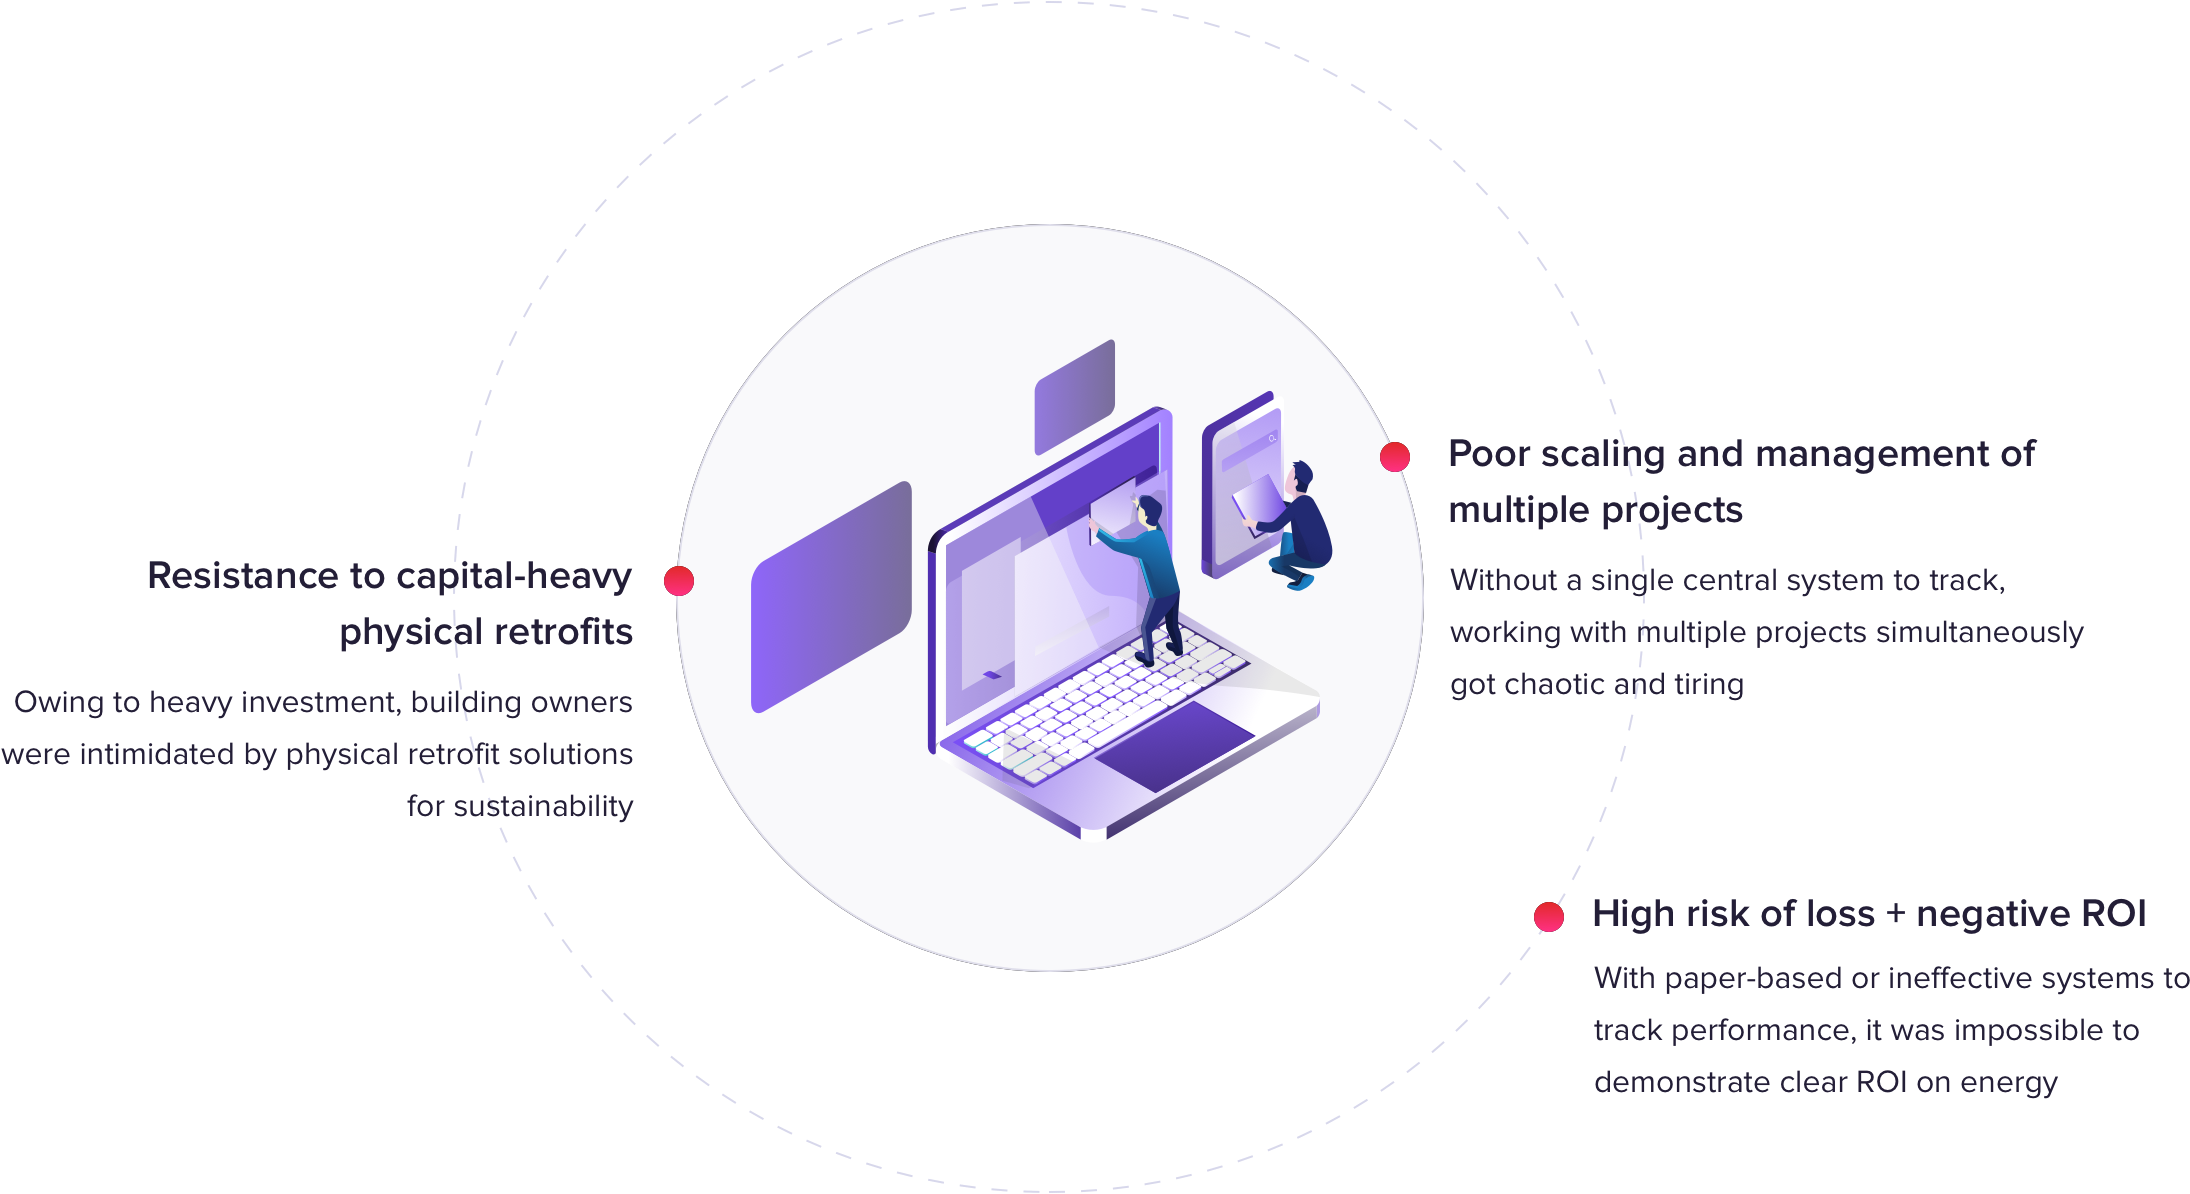 Resistance to capital-heavy
physical retrofits
Owing to heavy investment, building owners
were intimidated by physical retrofit solutions
for sustainability
Poor scaling and management of
multiple projects
Without a single central system to track,
working with multiple projects simultaneously
got chaotic and tiring
High risk of loss + negative ROI
With paper-based or ineffective systems to
track performance, it was impossible to
demonstrate clear ROI on energy